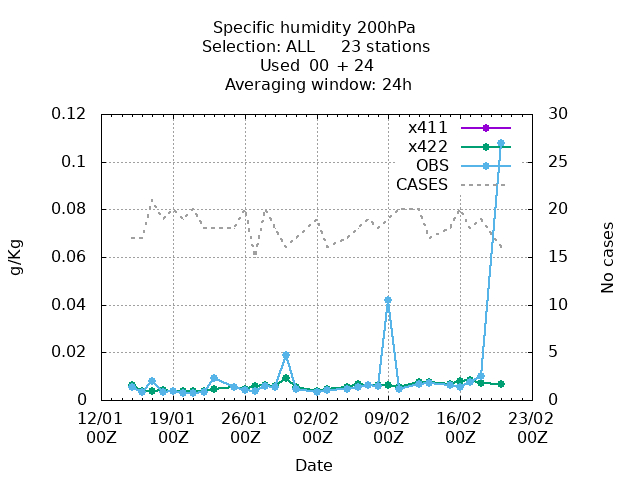 Specific humidity 200hPa
Selection: ALL 23 stations
Used 00 + 24
Averaging window: 24h
0.12 30
x411
x422
OBS
CASES
0.1 25
0.08 20
0.06 15
0.04 10
0.02 5
0 0
g/Kg
No cases
12/01 19/01 26/01 02/02 09/02 16/02 23/02
00Z 00Z 00Z 00Z 00Z 00Z 00Z
Date